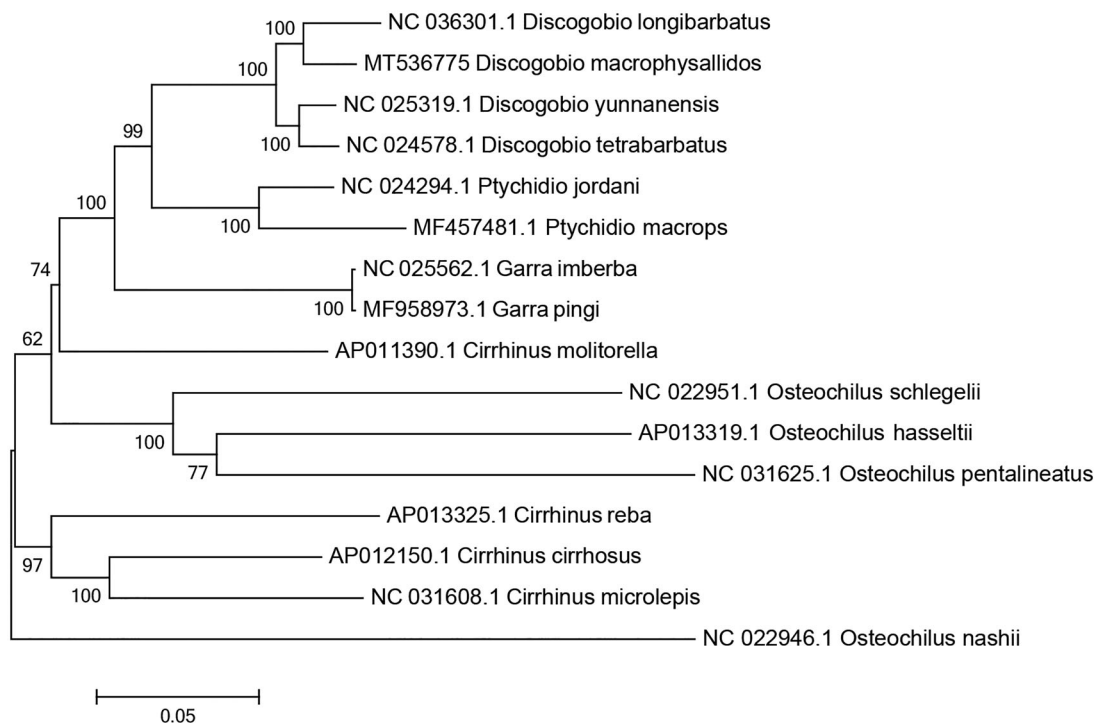 100
NC 036301.1 Discogobio longibarbatus
100
MT536775 Discogobio macrophysallidos
NC 025319.1 Discogobio yunnanensis
99
100
NC 024578.1 Discogobio tetrabarbatus
NC 024294.1 Ptychidio jordani
100
100
MF457481.1 Ptychidio macrops
74
NC 025562.1 Garra imberba
100
MF958973.1 Garra pingi
62
AP011390.1 Cirrhinus molitorella
NC 022951.1 Osteochilus schlegelii
100
AP013319.1 Osteochilus hasseltii
77
NC 031625.1 Osteochilus pentalineatus
AP013325.1 Cirrhinus reba
97
AP012150.1 Cirrhinus cirrhosus
100
NC 031608.1 Cirrhinus microlepis
NC 022946.1 Osteochilus nashii
0.05